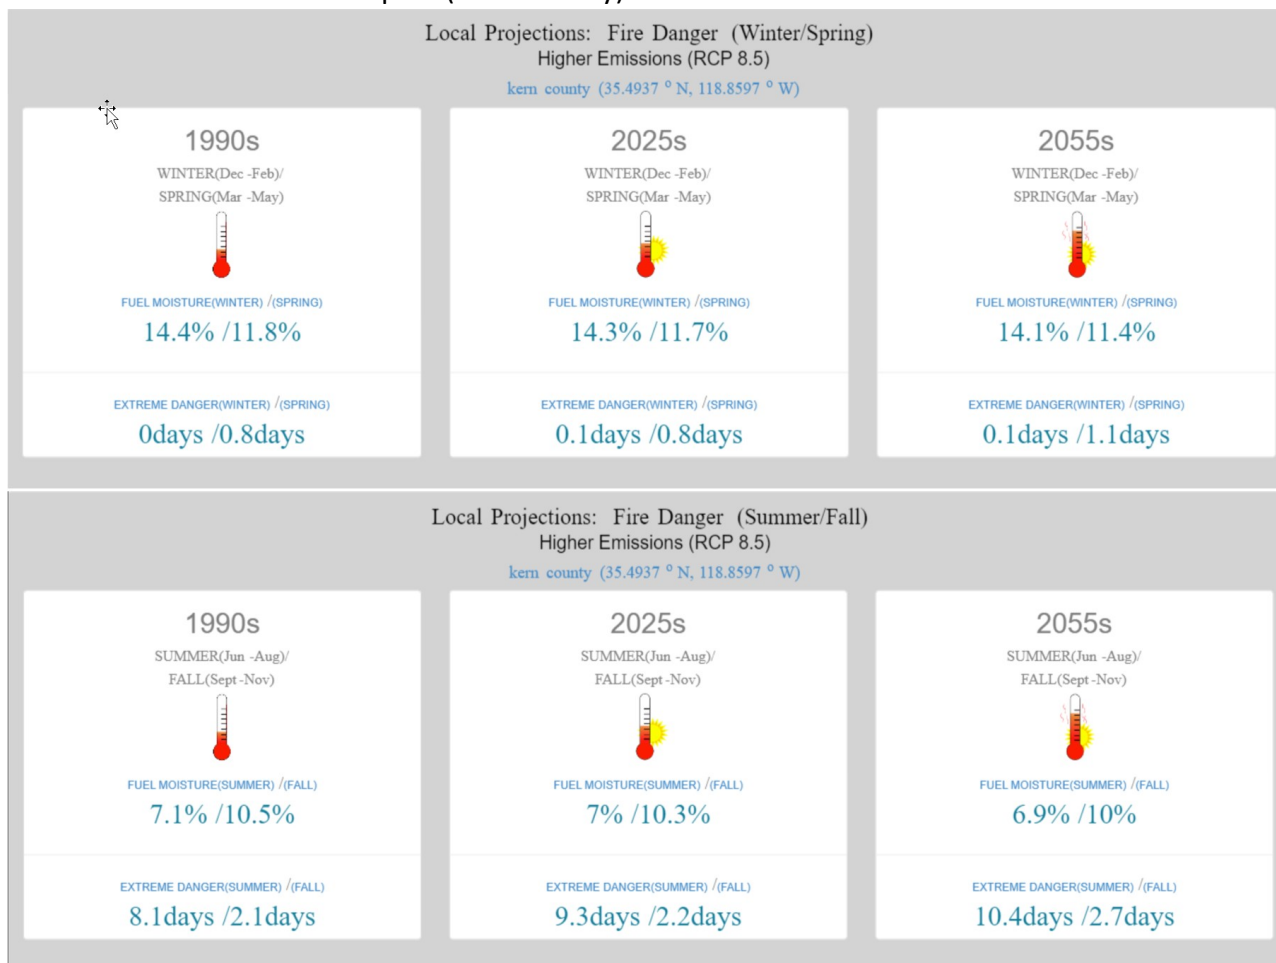 Local Projections: Fire Danger (Winter/Spring)
Higher Emissions (RCP 8.5)
kern county (35.4937 ° N, 118.8597 ° W)
1990s
WINTER(Dec -Feb)/
SPRING(Mar -May)
FUEL MOISTURE(WINTER) /(SPRING)
14.4% /11.8%
EXTREME DANGER(WINTER) /(SPRING)
0days /0.8days
2025s
WINTER(Dec -Feb)/
SPRING(Mar -May)
FUEL MOISTURE(WINTER) /(SPRING)
14.3% /11.7%
EXTREME DANGER(WINTER) /(SPRING)
0.1days /0.8days
2055s
WINTER(Dec -Feb)/
SPRING(Mar -May)
FUEL MOISTURE(WINTER) /(SPRING)
14.1% /11.4%
EXTREME DANGER(WINTER) /(SPRING)
0.1days /1.1days
Local Projections: Fire Danger (Summer/Fall)
Higher Emissions (RCP 8.5)
kern county (35.4937 ° N, 118.8597 ° W)
1990s
SUMMER(Jun -Aug)/
FALL(Sept -Nov)
FUEL MOISTURE(SUMMER) /(FALL)
7.1% /10.5%
EXTREME DANGER(SUMMER) /(FALL)
8.1days /2.1days
2025s
SUMMER(Jun -Aug)/
FALL(Sept -Nov)
FUEL MOISTURE(SUMMER) /(FALL)
7% /10.3%
EXTREME DANGER(SUMMER) /(FALL)
9.3days /2.2days
2055s
SUMMER(Jun -Aug)/
FALL(Sept -Nov)
FUEL MOISTURE(SUMMER) /(FALL)
6.9% /10%
EXTREME DANGER(SUMMER) /(FALL)
10.4days /2.7days